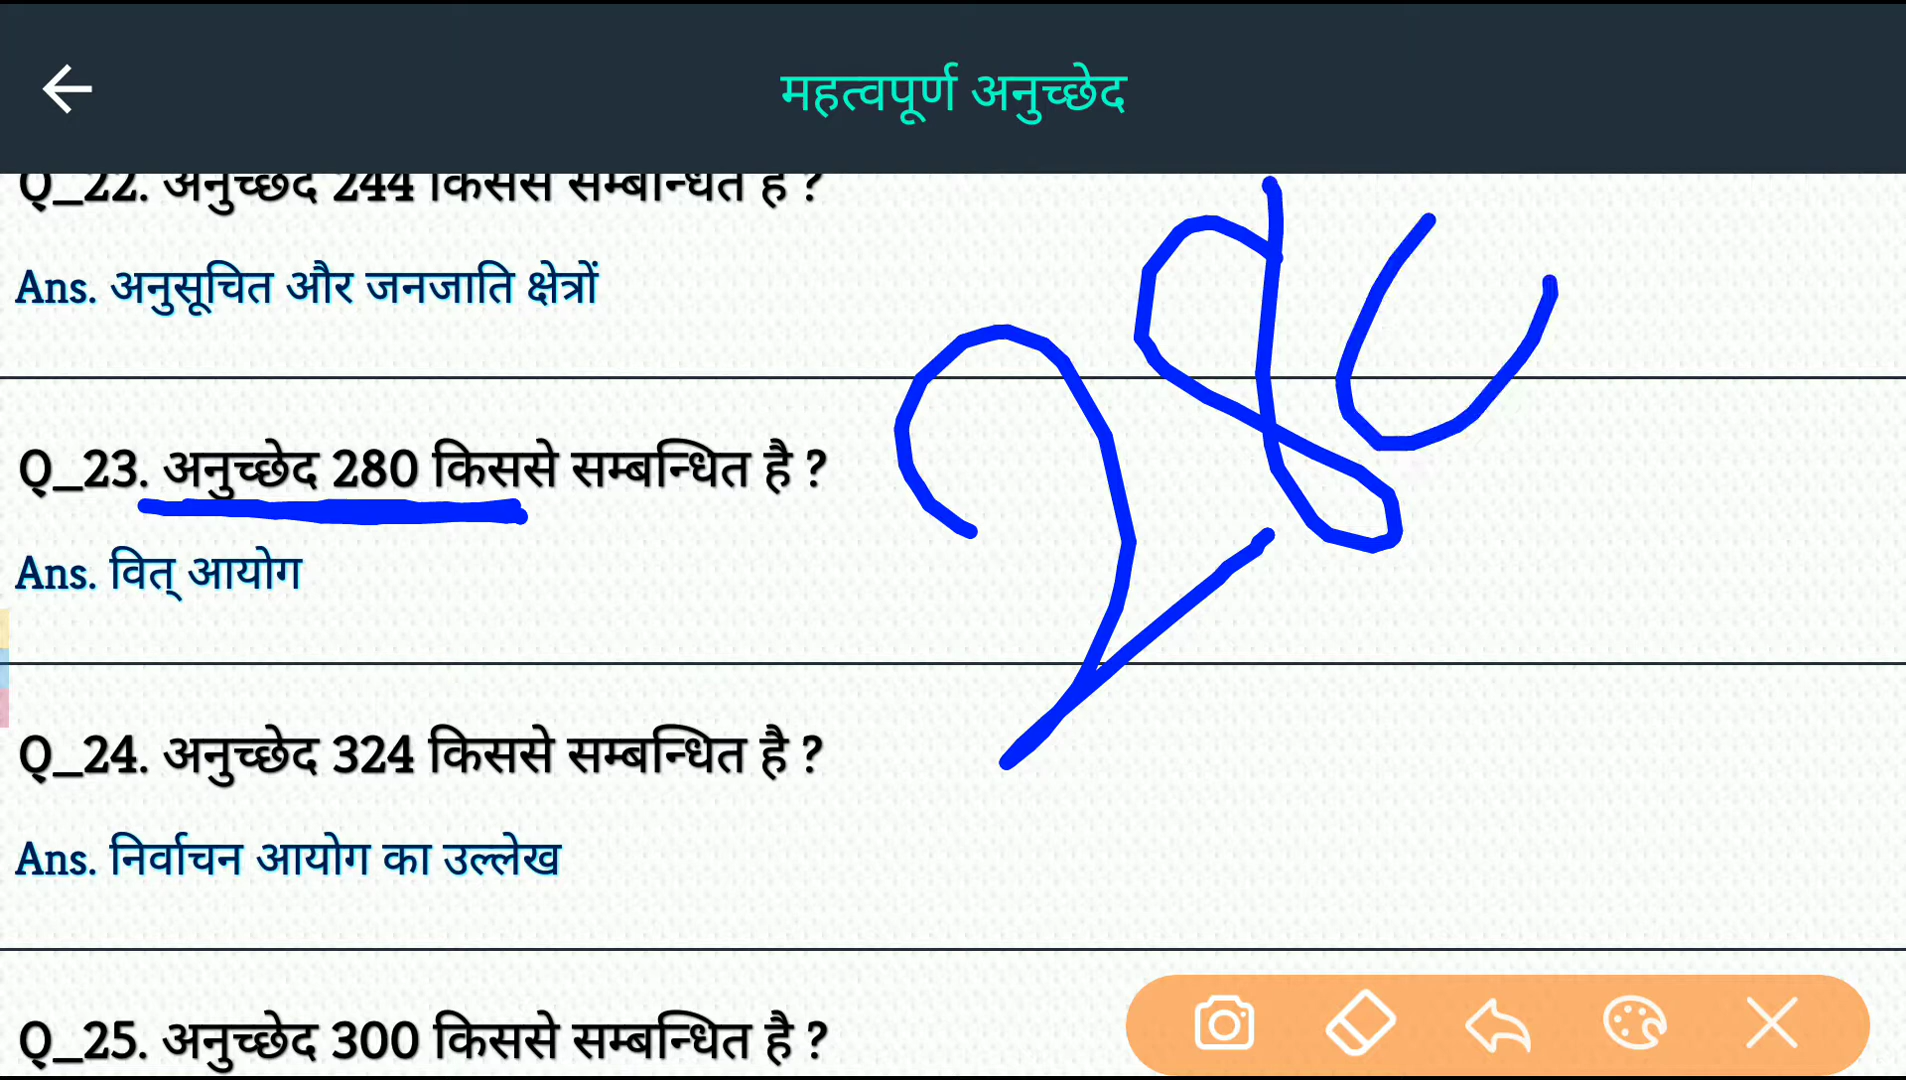 महत्वपूर्ण अनुच्छेद
Q_22. अनुच्छेद 244 किससे सम्बन्धित है ?
Ans. अनुसूचित और जनजाति क्षेत्रों
Q_23. अनुच्छेद 280 किससे सम्बन्धित है ?
280
Ans. वित् आयोग
Q_24. अनुच्छेद 324 किससे सम्बन्धित है ?
Ans. निर्वाचन आयोग का उल्लेख
Q_25. अनुच्छेद 300 किससे सम्बन्धित है ?